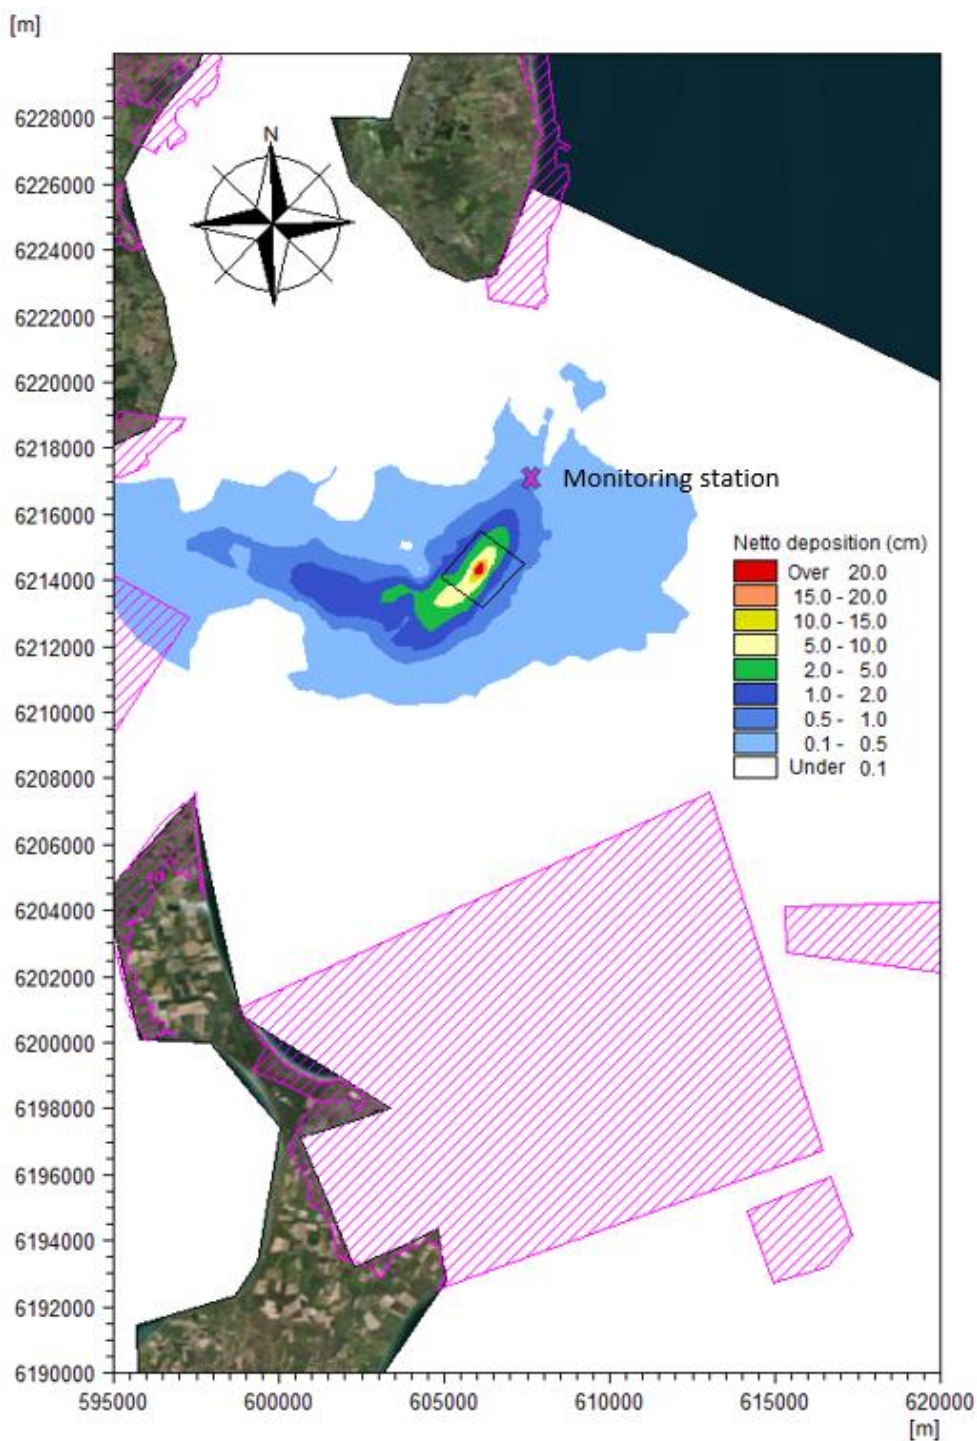 [m]
6228000
6226000
6224000
6222000
6220000
6218000
6216000
6214000
6212000
6210000
6208000
6206000
6204000
6202000
6200000
6198000
6196000
6194000
6192000
6190000
N
Monitoring station
Netto deposition (cm)
Over 20.0
15.0 - 20.0
10.0 - 15.0
5.0 - 10.0
2.0 - 5.0
1.0 - 2.0
0.5 - 1.0
0.1 - 0.5
Under 0.1
595000 600000 605000 610000 615000 620000
[m]